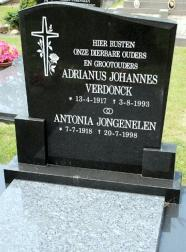 HIER RUSTEN
ONZE DIERBARE OUDERS
EN GROOTOUDERS
ADRIANUS JOHANNES
VERDONCK
* 13-4-1917 † 3-8-1993
ANTONIA JONGENELEN
* 7-7-1918 † 20-7-1998